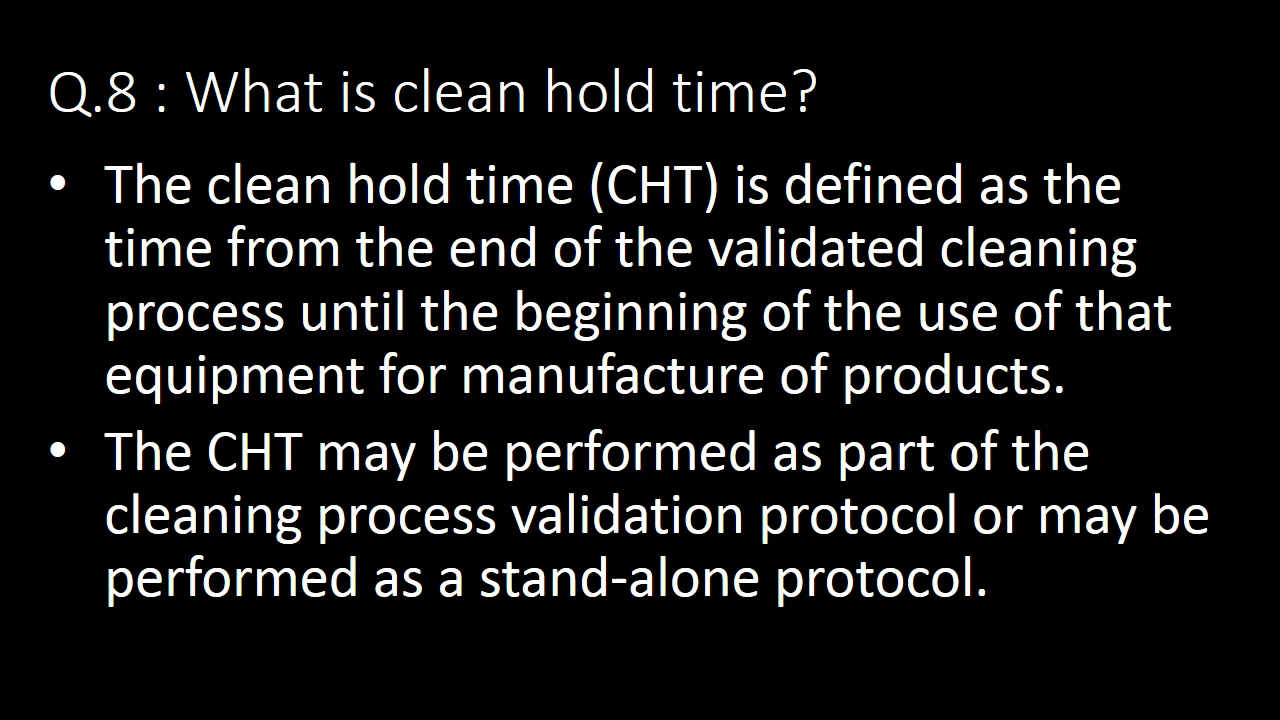 Q.8 : What is clean hold time?
• The clean hold time (CHT) is defined as the
time from the end of the validated cleaning
process until the beginning of the use of that
equipment for manufacture of products.
• The CHT may be performed as part of the
cleaning process validation protocol or may be
performed as a stand-alone protocol.